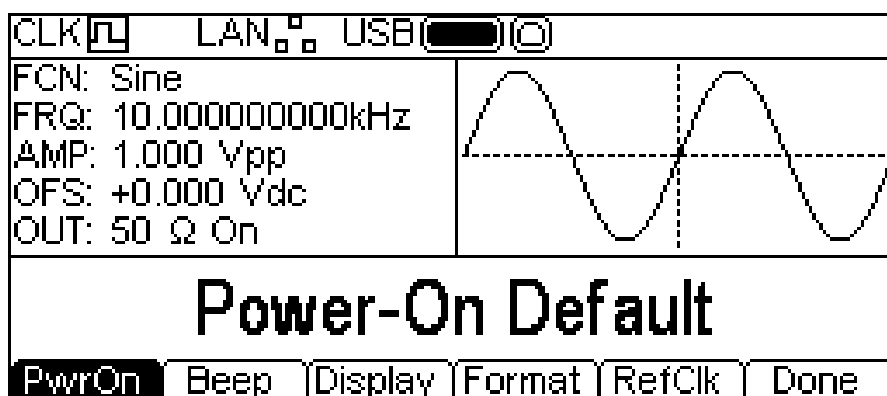 CLK LAN USB
FCN: Sine
FRQ: 10.000000000kHz
AMP: 1.000 Vpp
OFS: +0.000 Vdc
OUT: 50 Ω On
Power-On Default
PwrOn Beep Display Format RefClk Done